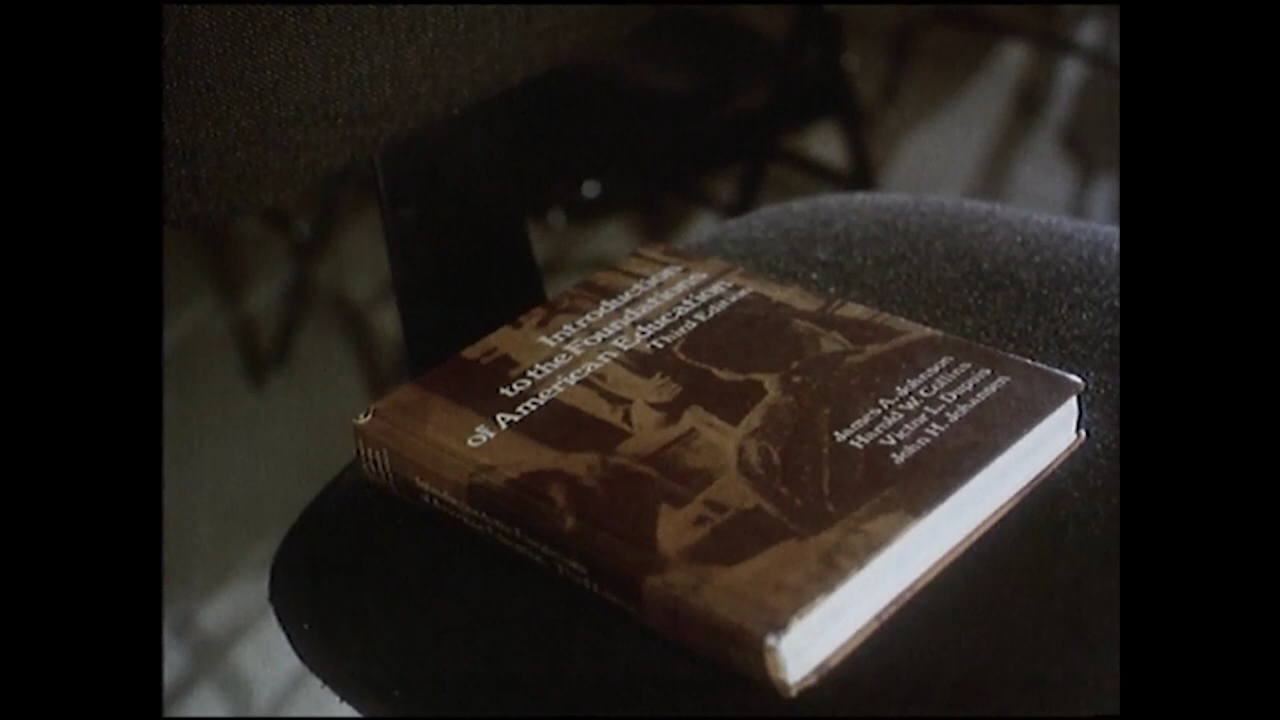 Introduction
to the Foundations
of American Education
Third Edition
James A. Johnson
Harold W. Collins
Victor L. Dupuis
John H. Johansen